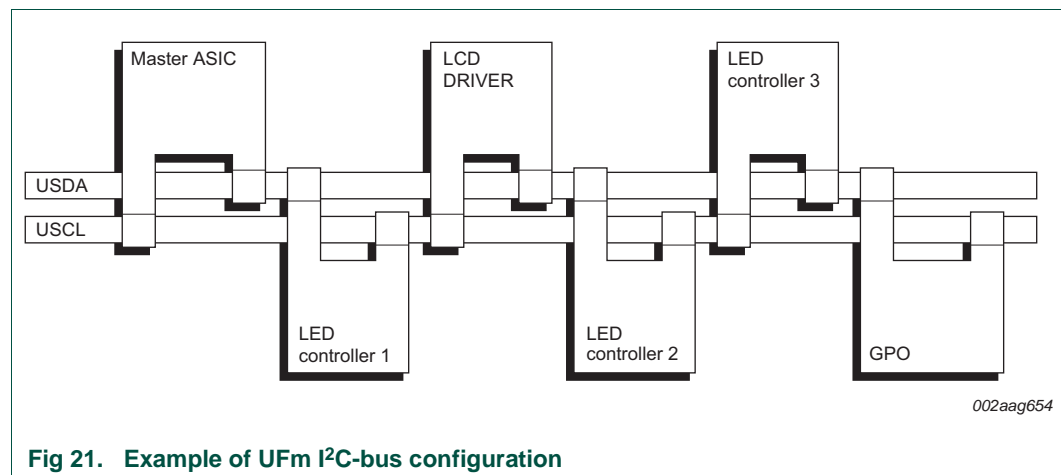 Master ASIC
LCD
DRIVER
LED
controller 3
USDA
USCL
LED
controller 1
LED
controller 2
GPO
002aag654
Fig 21. Example of UFm I²C-bus configuration